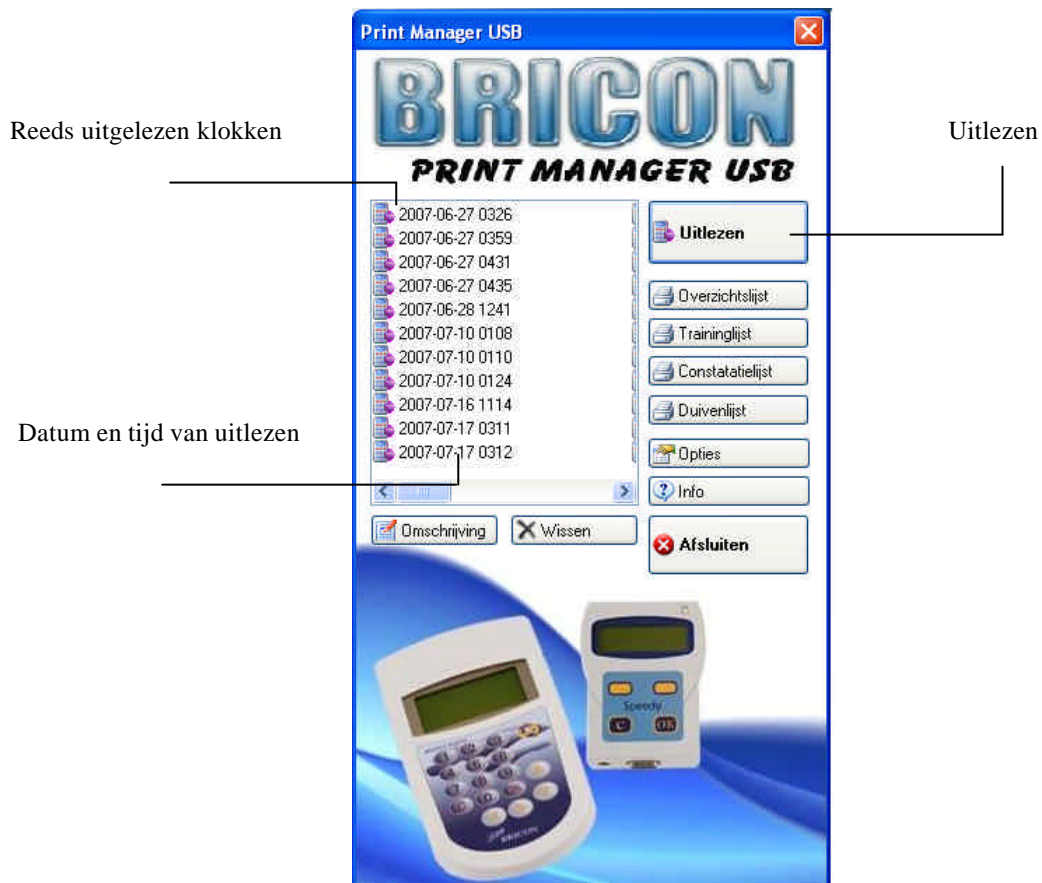 Print Manager USB
BRICON
PRINT MANAGER USB
Reeds uitgelezen klokken
Uitlezen
2007-06-27 0326
2007-06-27 0359
2007-06-27 0431
2007-06-27 0435
2007-06-28 1241
2007-07-10 0108
2007-07-10 0110
2007-07-10 0124
2007-07-16 1114
2007-07-17 0311
2007-07-17 0312
Datum en tijd van uitlezen
Uitlezen
Overzichtslijst
Traininglijst
Constatatielijst
Duivenlijst
Opties
Info
Omschrijving
Wissen
Afsluiten
Speedy
C
OK
BRICON